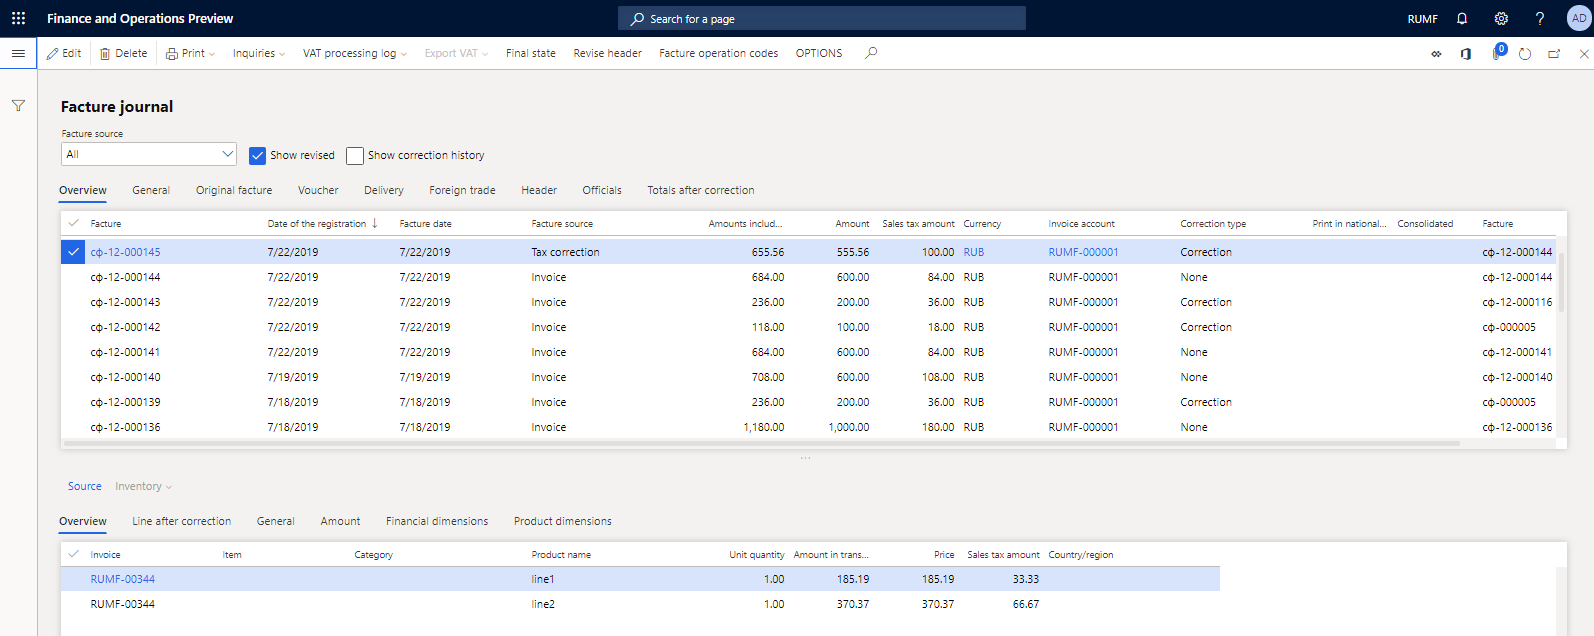 Finance and Operations Preview Search for a page RUMF ? AD
Edit Delete Print Inquiries VAT processing log Export VAT Final state Revise header Facture operation codes OPTIONS 0
Facture journal
Facture source
All Show revised Show correction history
Overview General Original facture Voucher Delivery Foreign trade Header Officials Totals after correction
Facture Date of the registration Facture date Facture source Amounts includ... Amount Sales tax amount Currency Invoice account Correction type Print in national... Consolidated Facture
сф-12-000145 7/22/2019 7/22/2019 Tax correction 655.56 555.56 100.00 RUB RUMF-000001 Correction сф-12-000144
сф-12-000144 7/22/2019 7/22/2019 Invoice 684.00 600.00 84.00 RUB RUMF-000001 None сф-12-000144
сф-12-000143 7/22/2019 7/22/2019 Invoice 236.00 200.00 36.00 RUB RUMF-000001 Correction сф-12-000116
сф-12-000142 7/22/2019 7/22/2019 Invoice 118.00 100.00 18.00 RUB RUMF-000001 Correction сф-000005
сф-12-000141 7/22/2019 7/22/2019 Invoice 684.00 600.00 84.00 RUB RUMF-000001 None сф-12-000141
сф-12-000140 7/19/2019 7/19/2019 Invoice 708.00 600.00 108.00 RUB RUMF-000001 None сф-12-000140
сф-12-000139 7/18/2019 7/18/2019 Invoice 236.00 200.00 36.00 RUB RUMF-000001 Correction сф-000005
сф-12-000136 7/18/2019 7/18/2019 Invoice 1,180.00 1,000.00 180.00 RUB RUMF-000001 None сф-12-000136
Source Inventory
Overview Line after correction General Amount Financial dimensions Product dimensions
Invoice Item Category Product name Unit quantity Amount in trans... Price Sales tax amount Country/region
RUMF-00344 line1 1.00 185.19 185.19 33.33
RUMF-00344 line2 1.00 370.37 370.37 66.67